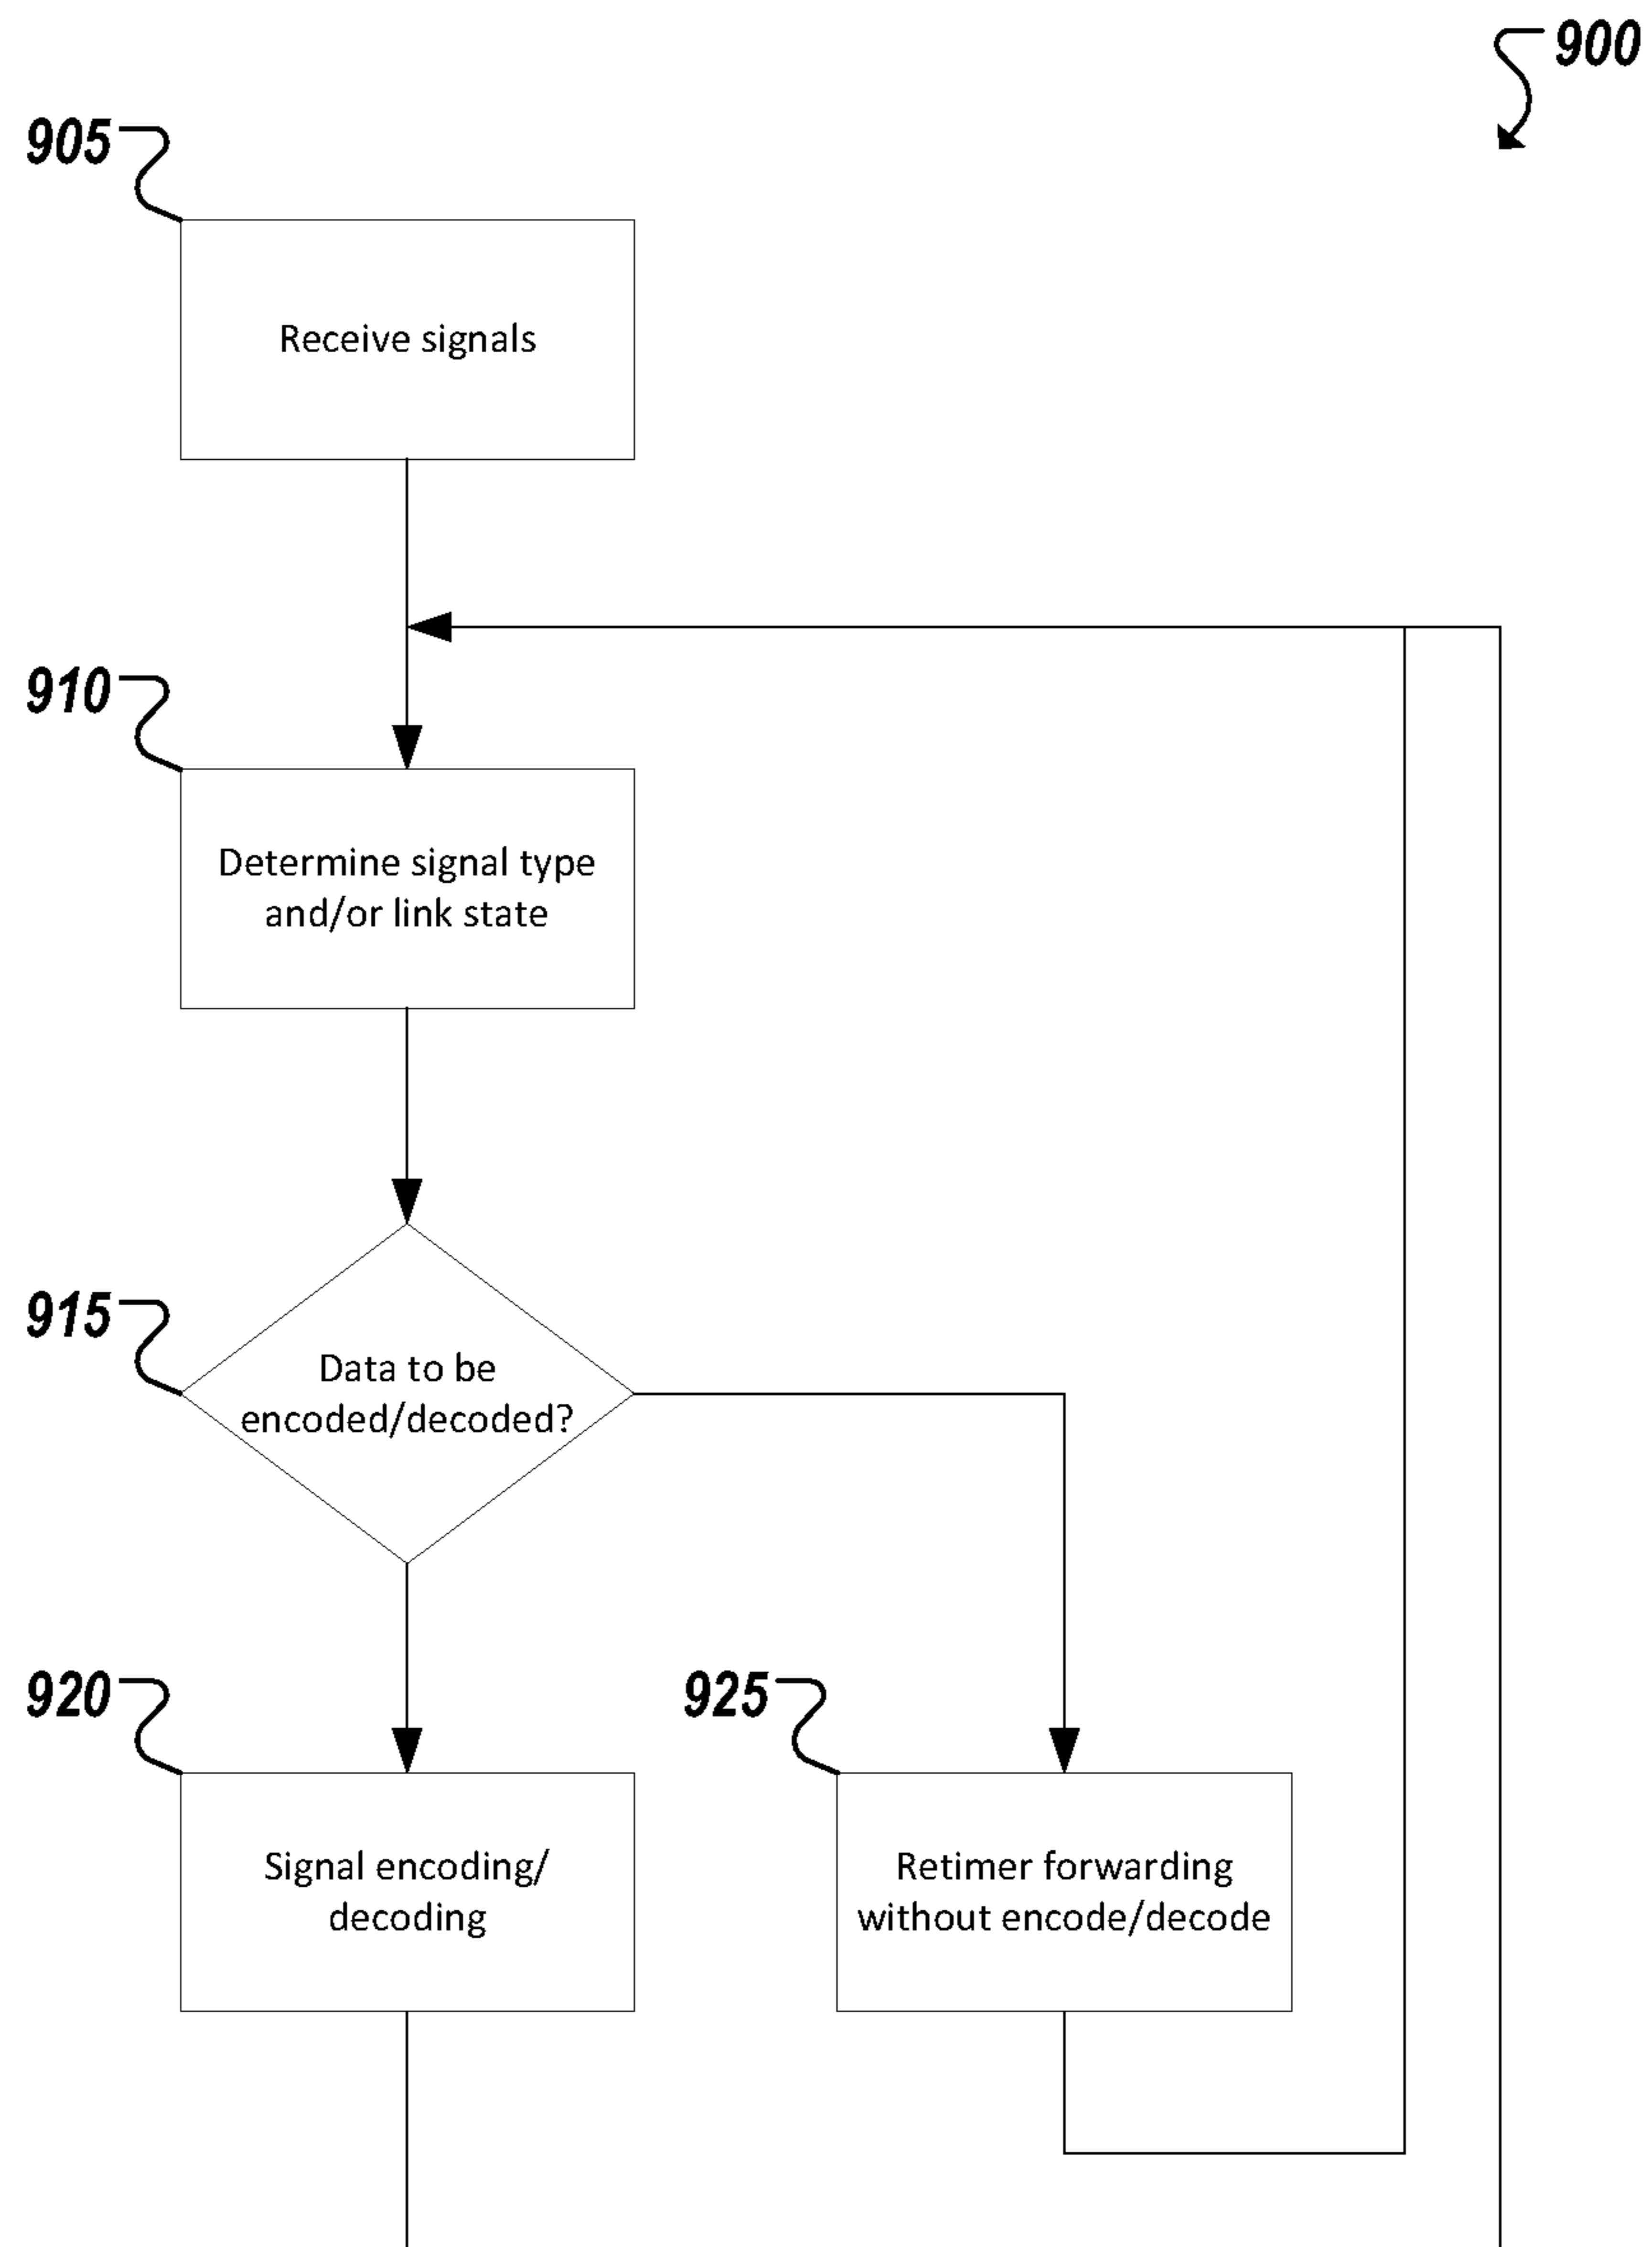 900
905
Receive signals
910
Determine signal type
and/or link state
915
Data to be
encoded/decoded?
920
Signal encoding/
decoding
925
Retimer forwarding
without encode/decode